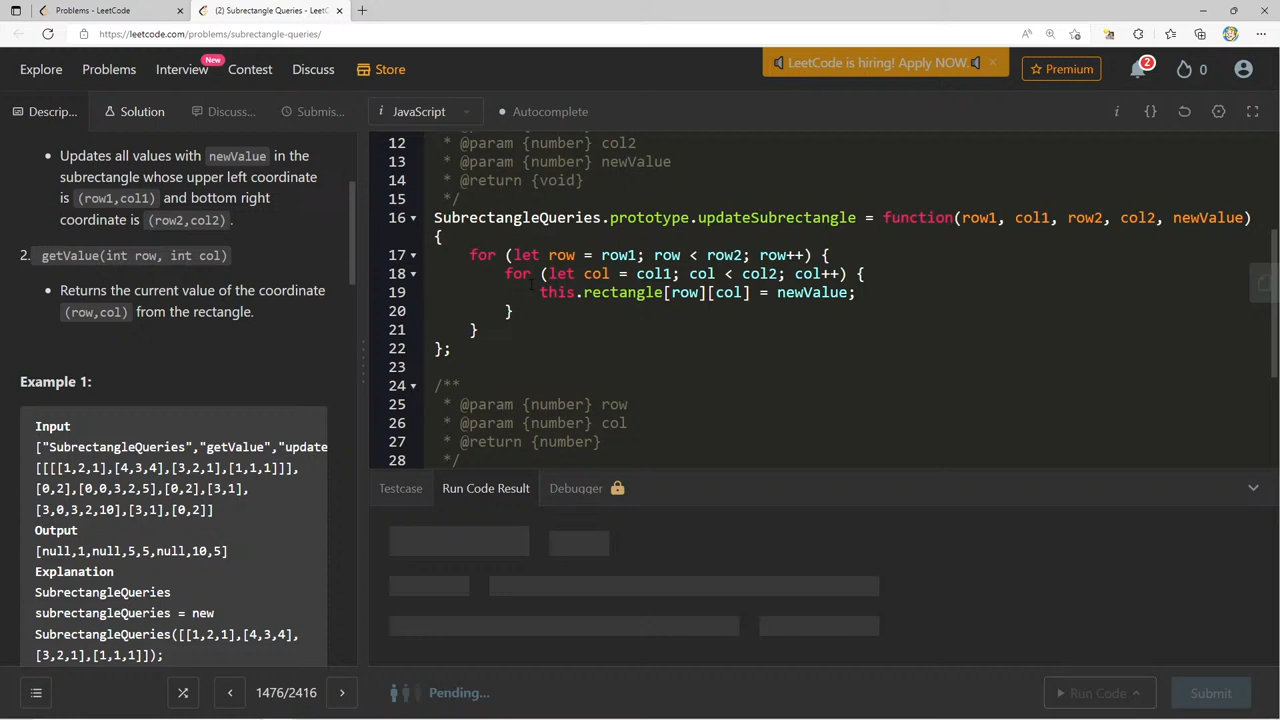 Problems - LeetCode
(2) Subrectangle Queries - LeetC
https://leetcode.com/problems/subrectangle-queries/
Explore
Problems
Interview
New
Contest
Discuss
Store
LeetCode is hiring! Apply NOW.
Premium
2
0
Descrip...
Solution
Discuss...
Submis...
i JavaScript
Autocomplete
Updates all values with newValue in the
subrectangle whose upper left coordinate
is (row1,col1) and bottom right
coordinate is (row2,col2).
2. getValue(int row, int col)
Returns the current value of the coordinate
(row,col) from the rectangle.
Example 1:
Input
["SubrectangleQueries","getValue","update
[[[[1,2,1],[4,3,4],[3,2,1],[1,1,1]]],
[0,2],[0,0,3,2,5],[0,2],[3,1],
[3,0,3,2,10],[3,1],[0,2]]
Output
[null,1,null,5,5,null,10,5]
Explanation
SubrectangleQueries
subrectangleQueries = new
SubrectangleQueries([[1,2,1],[4,3,4],
[3,2,1],[1,1,1]]);
12 * @param {number} col2
13 * @param {number} newValue
14 * @return {void}
15 */
16 SubrectangleQueries.prototype.updateSubrectangle = function(row1, col1, row2, col2, newValue)
{
17 for (let row = row1; row < row2; row++) {
18 for (let col = col1; col < col2; col++) {
19 this.rectangle[row][col] = newValue;
20 }
21 }
22 };
23
24 /**
25 * @param {number} row
26 * @param {number} col
27 * @return {number}
28 */
Testcase
Run Code Result
Debugger
1476/2416
Pending...
Run Code
Submit